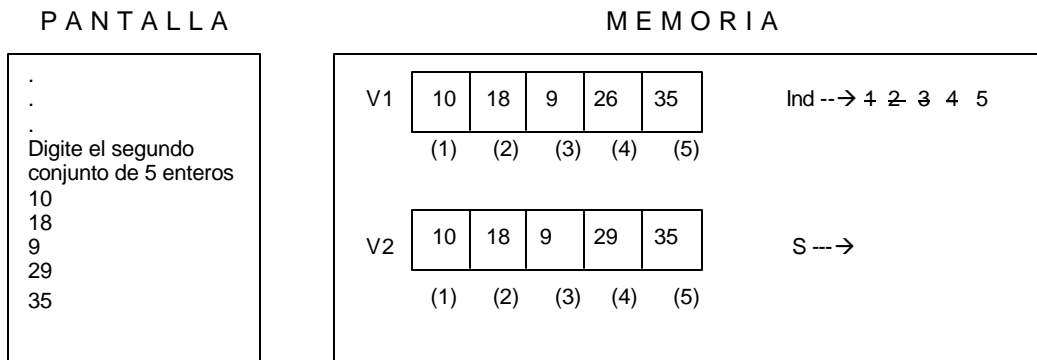 P A N T A L L A
M E M O R I A
.
.
.
Digite el segundo
conjunto de 5 enteros
10
18
9
29
35
V1 10 18 9 26 35 Ind --→ 1 2 3 4 5
(1) (2) (3) (4) (5)
V2 10 18 9 29 35 S ---→
(1) (2) (3) (4) (5)